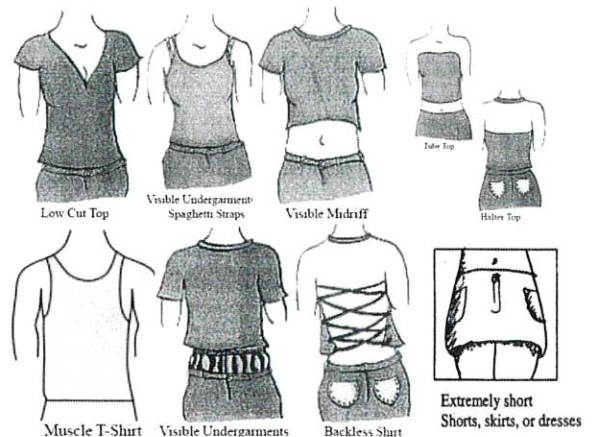 Low Cut Top
Visible Undergarment
Spaghetti Straps
Visible Midriff
Tube Top
Halter Top
Muscle T-Shirt
Visible Undergarments
Backless Shirt
Extremely short
Shorts, skirts, or dresses